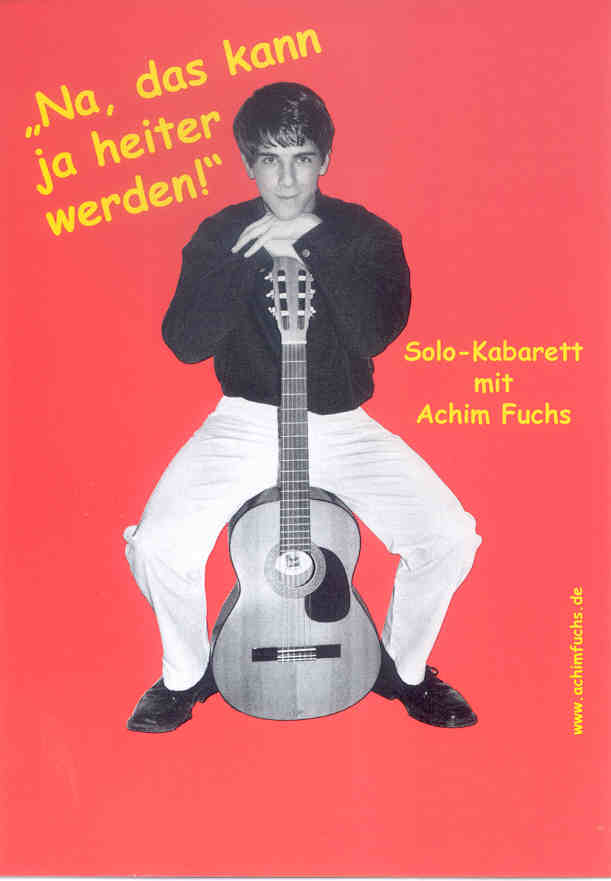 „Na, das kann
ja heiter
werden!“
Solo-Kabarett
mit
Achim Fuchs
www.achimfuchs.de